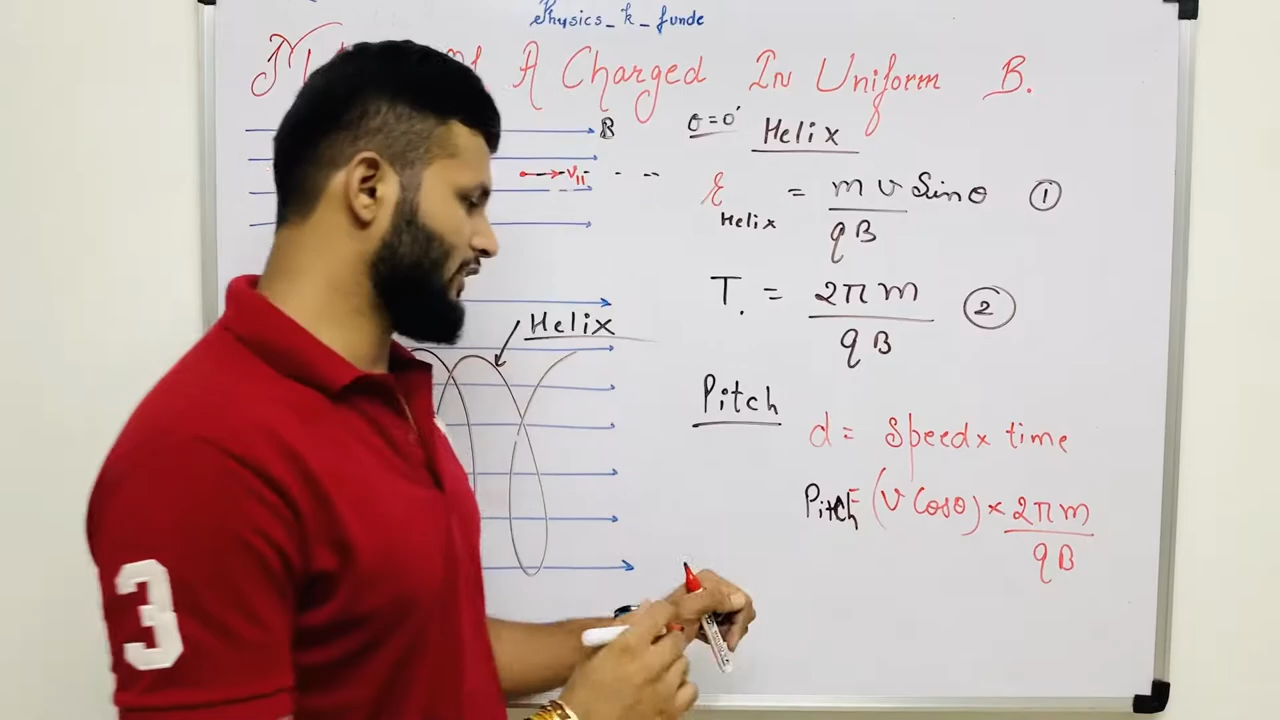 Physics_k_funde
A Charged In Uniform B.
B
θ=0° Helix
v||
r Helix = mv Sinθ / qB ①
T. = 2πm / qB ②
Helix
Pitch
d = Speed x time
Pitch = (v Cosθ) × 2πm / qB
3